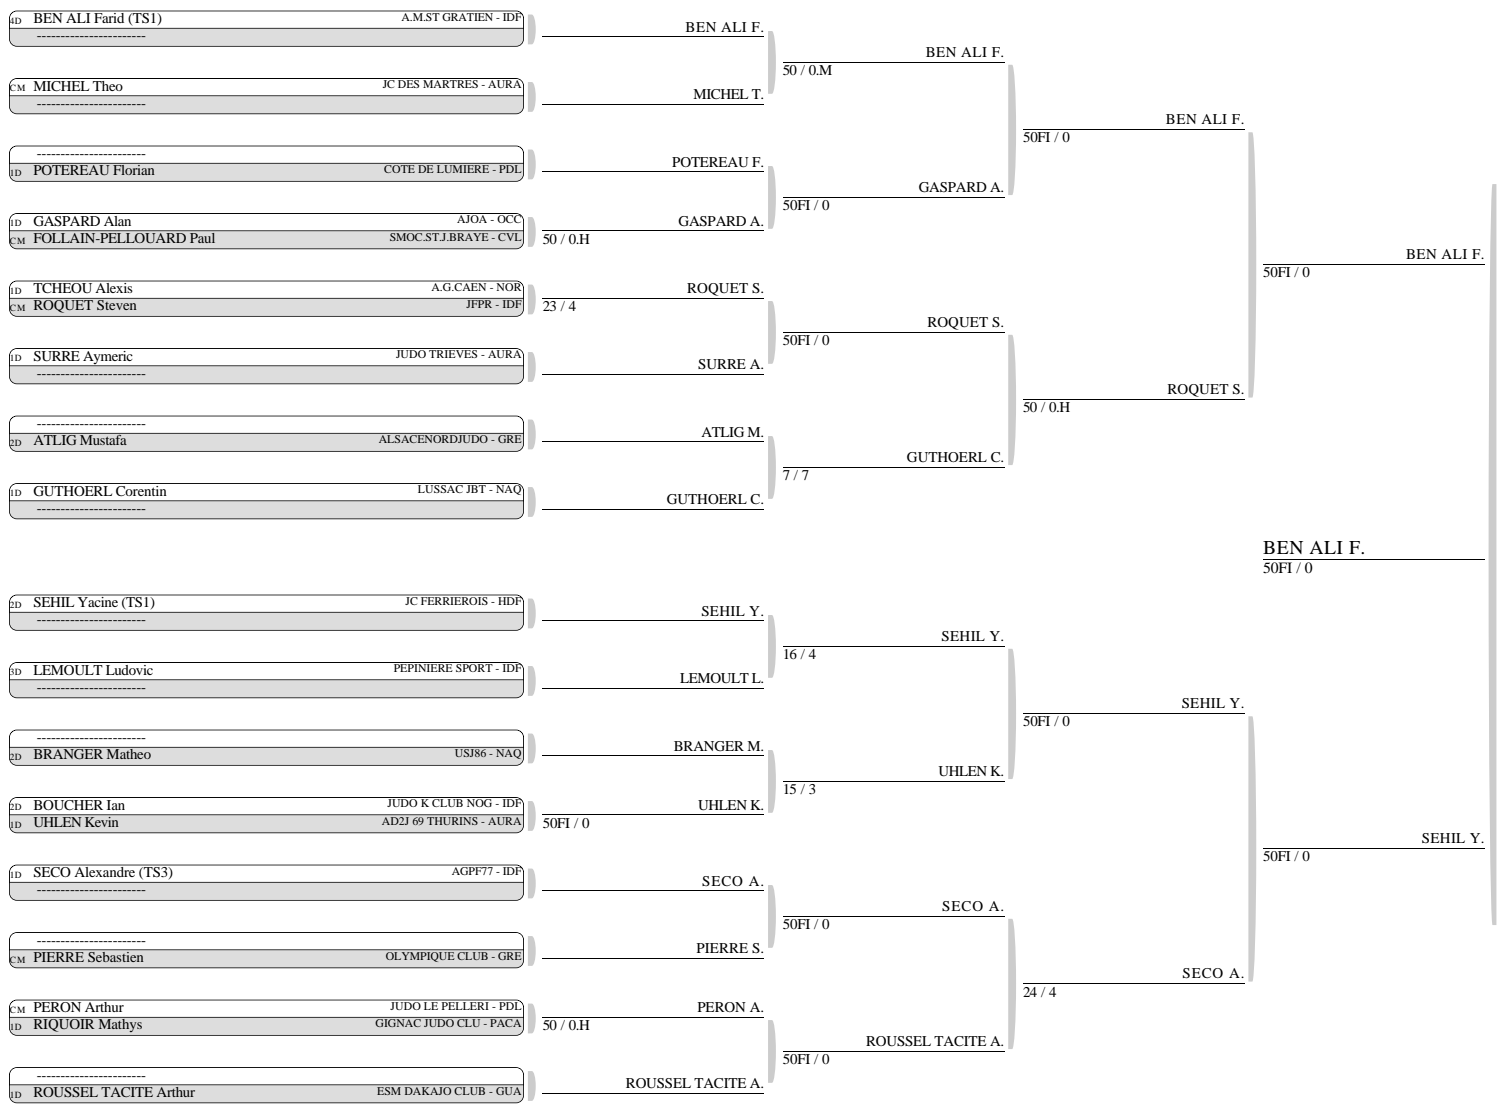 4D BEN ALI Farid (TS1) A.M.ST GRATIEN - IDF
-----------------------
CM MICHEL Theo JC DES MARTRES - AURA
-----------------------
-----------------------
1D POTEREAU Florian COTE DE LUMIERE - PDL
1D GASPARD Alan AJOA - OCC
CM FOLLAIN-PELLOUARD Paul SMOC.ST.J.BRAYE - CVL
1D TCHEOU Alexis A.G.CAEN - NOR
CM ROQUET Steven JFPR - IDF
1D SURRE Aymeric JUDO TRIEVES - AURA
-----------------------
-----------------------
2D ATLIG Mustafa ALSACENORDJUDO - GRE
1D GUTHOERL Corentin LUSSAC JBT - NAQ
-----------------------
2D SEHIL Yacine (TS1) JC FERRIEROIS - HDF
-----------------------
3D LEMOULT Ludovic PEPINIERE SPORT - IDF
-----------------------
-----------------------
2D BRANGER Matheo USJ86 - NAQ
2D BOUCHER Ian JUDO K CLUB NOG - IDF
1D UHLEN Kevin AD2J 69 THURINS - AURA
1D SECO Alexandre (TS3) AGPF77 - IDF
-----------------------
-----------------------
CM PIERRE Sebastien OLYMPIQUE CLUB - GRE
CM PERON Arthur JUDO LE PELLERI - PDL
1D RIQUOIR Mathys GIGNAC JUDO CLU - PACA
-----------------------
1D ROUSSEL TACITE Arthur ESM DAKAJO CLUB - GUA
BEN ALI F.
MICHEL T.
POTEREAU F.
GASPARD A.
50 / 0.H
ROQUET S.
23 / 4
SURRE A.
ATLIG M.
GUTHOERL C.
SEHIL Y.
LEMOULT L.
BRANGER M.
UHLEN K.
50FI / 0
SECO A.
PIERRE S.
PERON A.
50 / 0.H
ROUSSEL TACITE A.
BEN ALI F.
50 / 0.M
GASPARD A.
50FI / 0
ROQUET S.
50FI / 0
GUTHOERL C.
7 / 7
SEHIL Y.
16 / 4
UHLEN K.
15 / 3
SECO A.
50FI / 0
ROUSSEL TACITE A.
50FI / 0
BEN ALI F.
50FI / 0
ROQUET S.
50 / 0.H
SEHIL Y.
50FI / 0
SECO A.
24 / 4
BEN ALI F.
50FI / 0
SEHIL Y.
50FI / 0
BEN ALI F.
50FI / 0